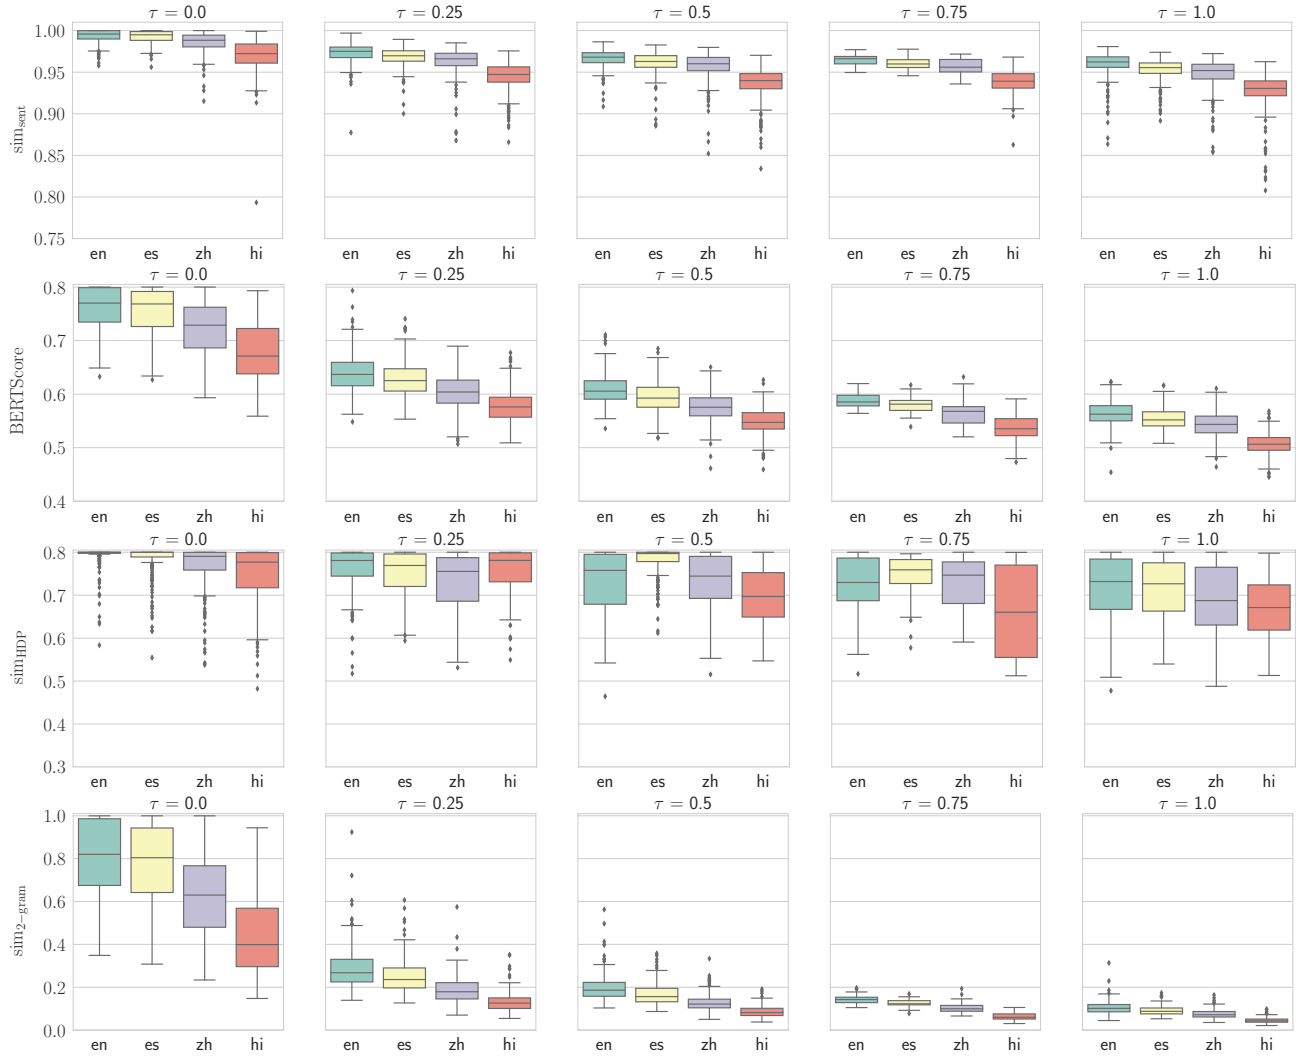 τ = 0.0 τ = 0.25 τ = 0.5 τ = 0.75 τ = 1.0
1.00
0.95
0.90
0.85
0.80
0.75
sim_sent
en es zh hi en es zh hi en es zh hi en es zh hi en es zh hi
τ = 0.0 τ = 0.25 τ = 0.5 τ = 0.75 τ = 1.0
0.8
0.7
0.6
0.5
0.4
BERTScore
en es zh hi en es zh hi en es zh hi en es zh hi en es zh hi
τ = 0.0 τ = 0.25 τ = 0.5 τ = 0.75 τ = 1.0
0.8
0.7
0.6
0.5
0.4
0.3
sim_HDP
en es zh hi en es zh hi en es zh hi en es zh hi en es zh hi
τ = 0.0 τ = 0.25 τ = 0.5 τ = 0.75 τ = 1.0
1.0
0.8
0.6
0.4
0.2
0.0
sim_2−gram
en es zh hi en es zh hi en es zh hi en es zh hi en es zh hi